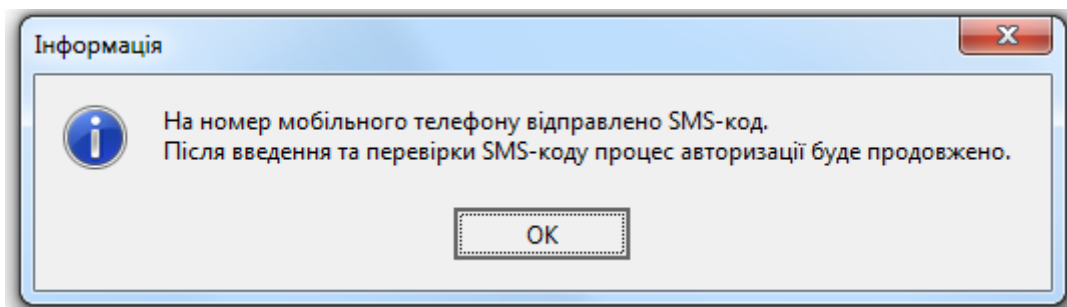 Інформація
На номер мобільного телефону відправлено SMS-код.
Після введення та перевірки SMS-коду процес авторизації буде продовжено.
OK